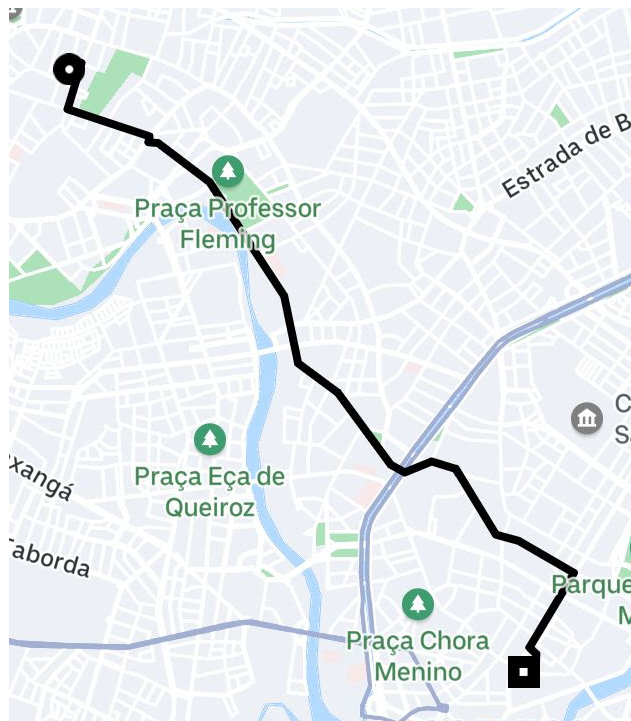 Estrada de B
Praça Professor
Fleming
C
S
xangá
Praça Eça de
Queiroz
Taborda
Parque
M
Praça Chora
Menino